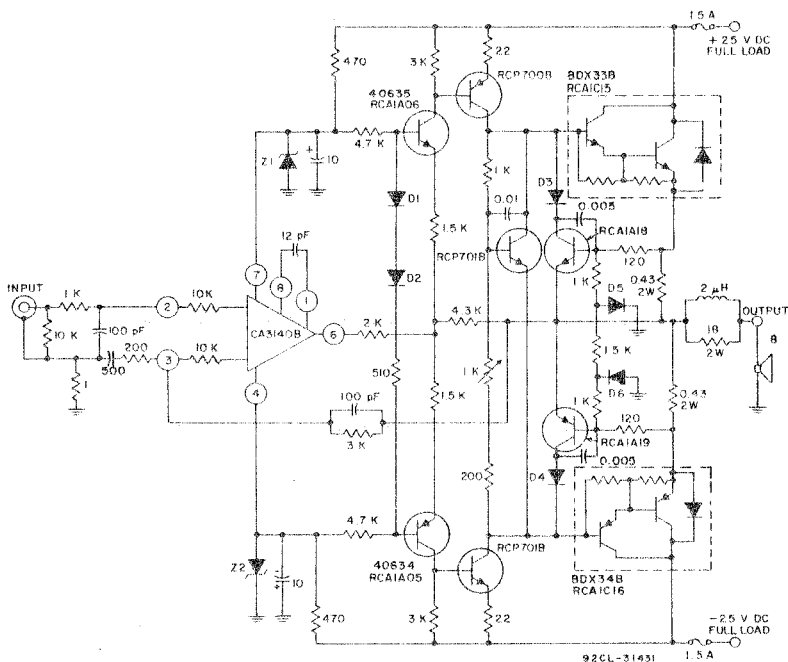 1.5 A
+25 V DC
FULL LOAD
470
3 K
22
RCP700B
40635
RCA1A06
BDX33B
RCA1C15
Z1
+
10
4.7 K
1 K
D3
0.005
D1
0.01
RCA1A18
12 pF
1.5 K
RCP701B
120
INPUT
7
8
1
D2
1 K
0.43
2W
2 μH
1 K
2
10K
D5
OUTPUT
10 K
100 pF
CA3140B
6
2 K
4.3 K
18
2W
8
500
200
3
10K
1.5 K
1
4
510
1 K
D6
0.43
2W
100 pF
1.5 K
1 K
120
3 K
RCA1A19
0.005
200
D4
4.7 K
RCP701B
Z2
+
10
40634
RCA1A05
BDX34B
RCA1C16
470
3K
22
-25 V DC
FULL LOAD
1.5 A
92CL-31431